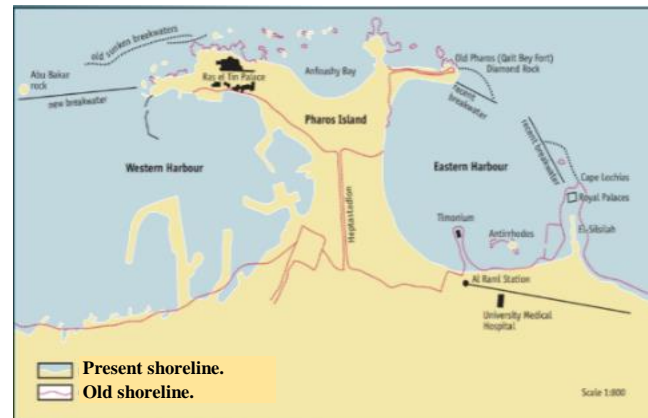 old sunken breakwaters
Abu Bakar
rock
new breakwater
Ras el Tin Palace
Anfoushy Bay
Old Pharos (Qait Bey Fort)
Diamond Rock
recent
breakwater
Pharos Island
Western Harbour
Eastern Harbour
recent breakwater
Cape Lochias
Royal Palaces
El-Silsilah
Heptastadion
Timonium
Antirrhodes
Al Raml Station
University Medical
Hospital
Present shoreline.
Old shoreline.
Scale 1:800